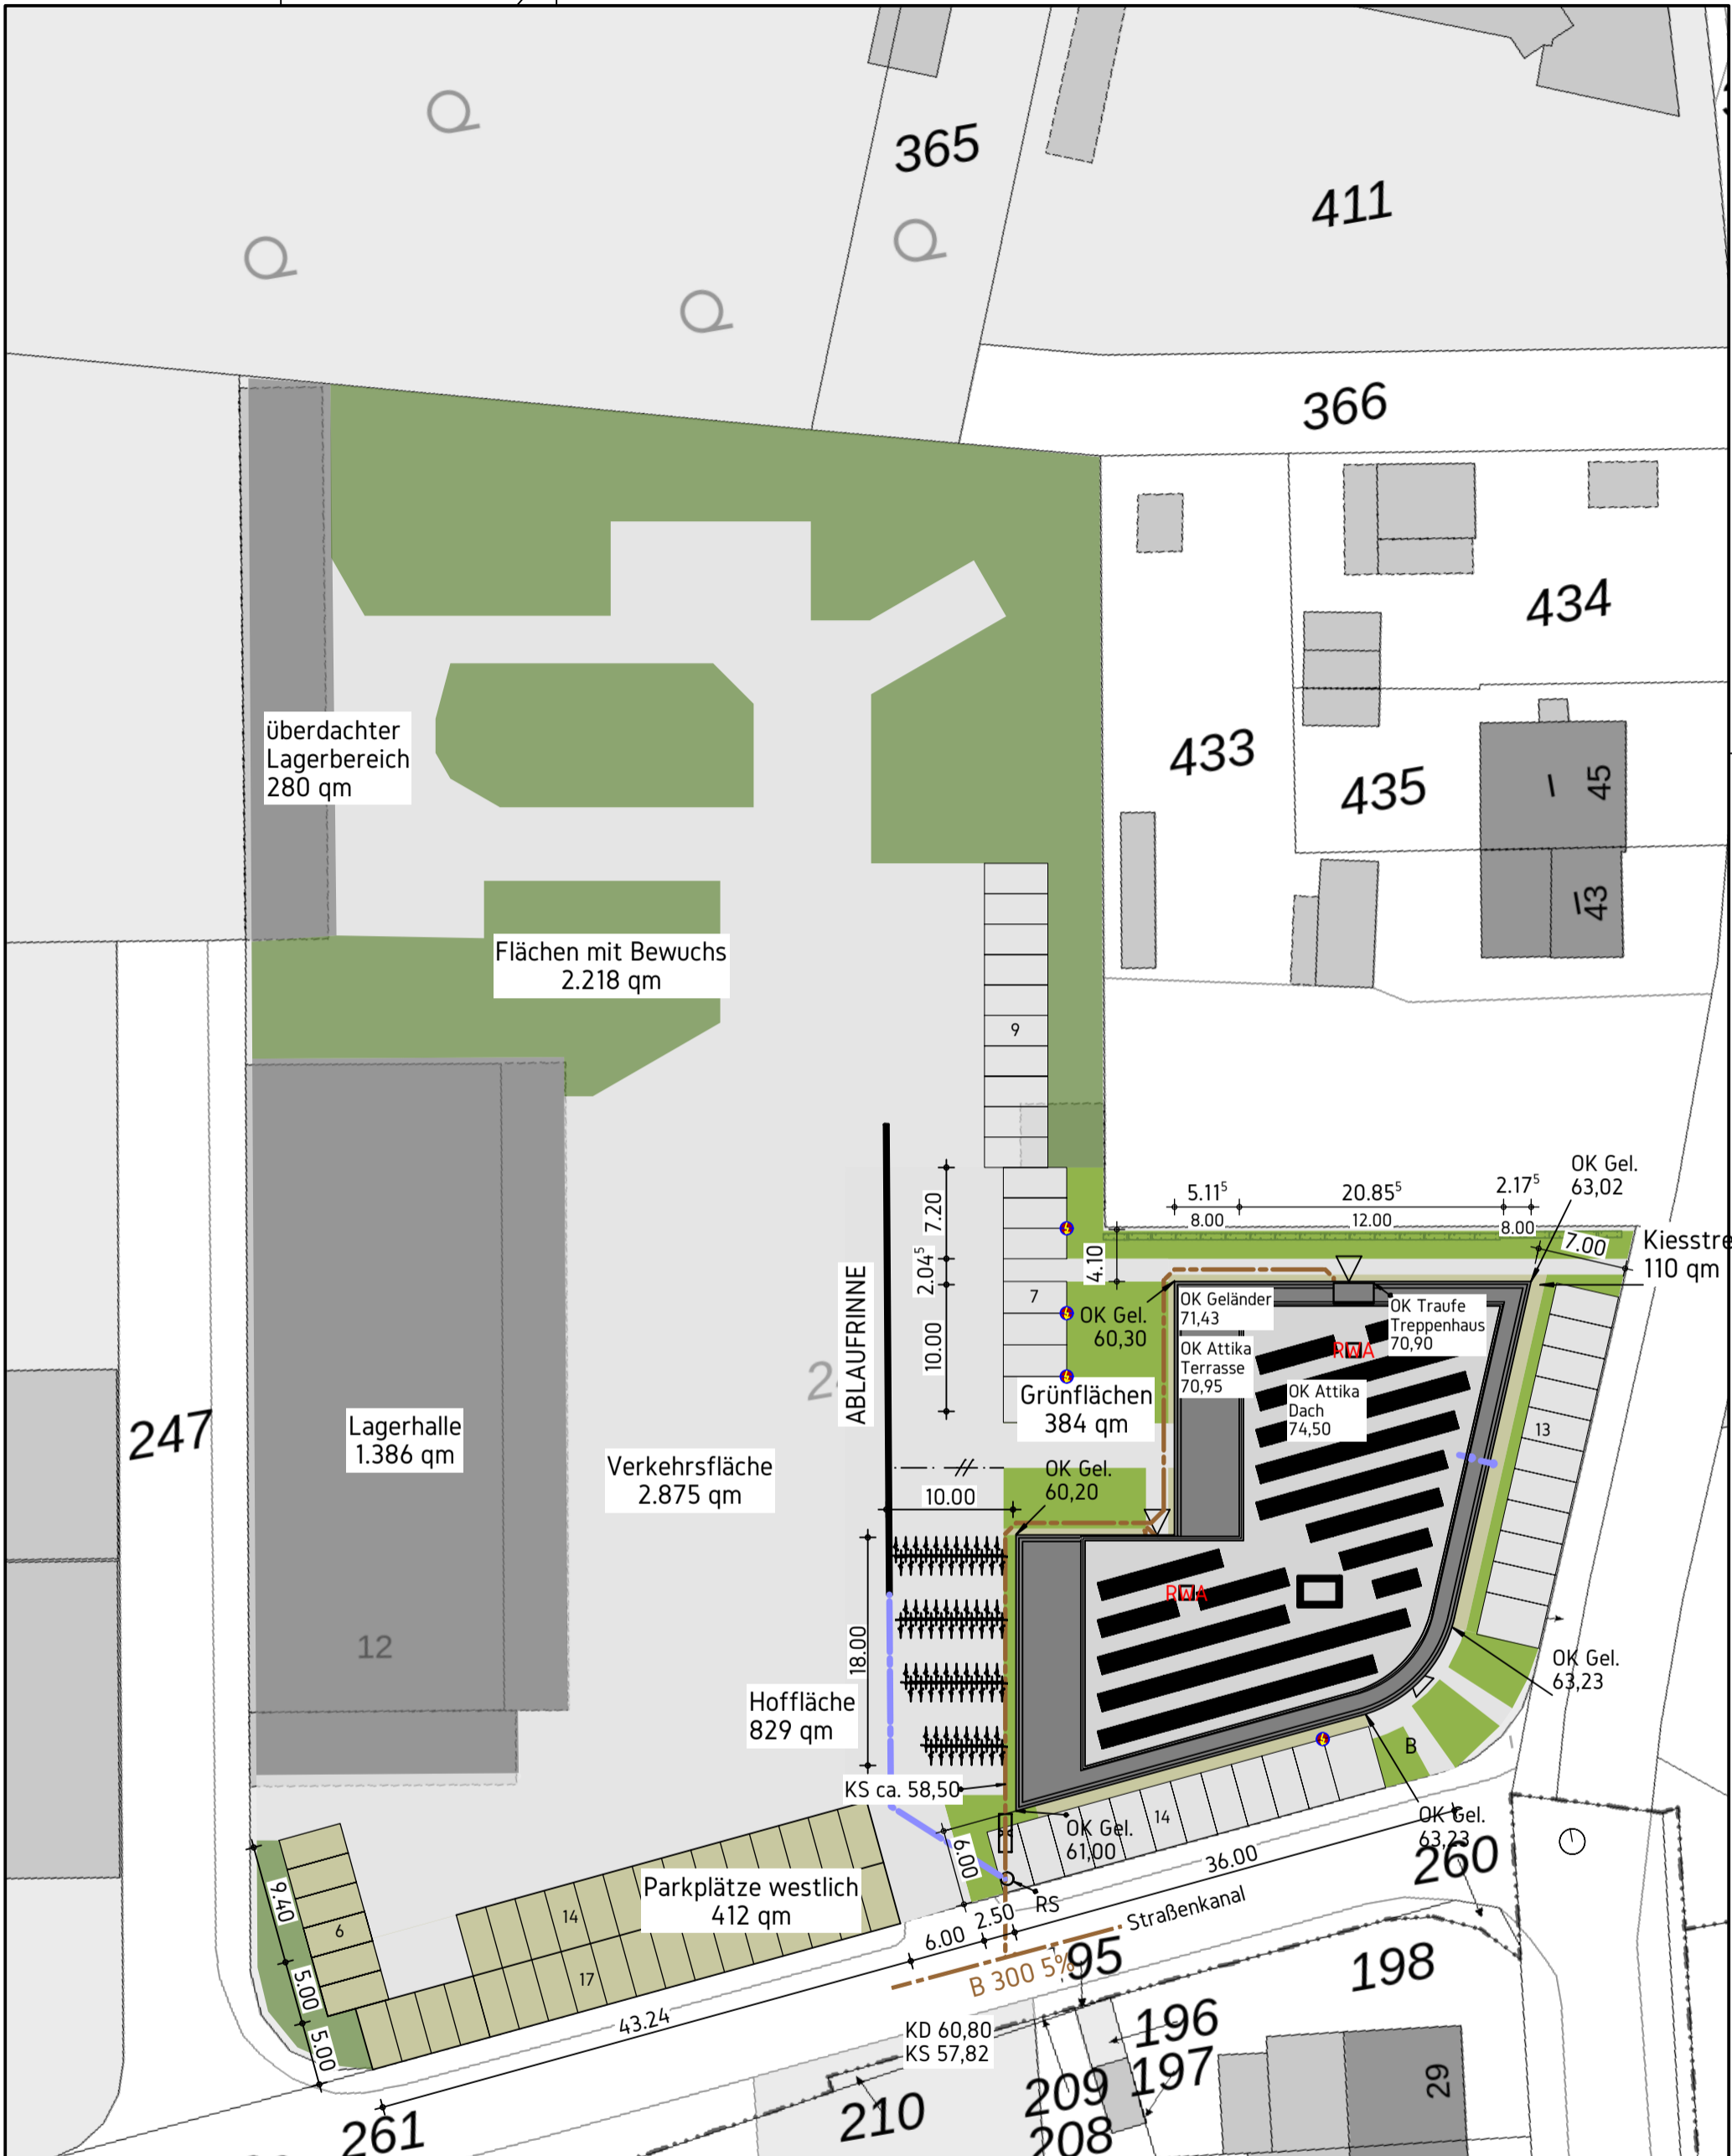 365
411
366
434
433
435
45
43
überdachter
Lagerbereich
280 qm
Flächen mit Bewuchs
2.218 qm
9
OK Gel.
63,02
5.11⁵
20.85⁵
2.17⁵
8.00
12.00
8.00
7.00
Kiesstre
110 qm
7.20
2.04⁵
10.00
4.10
7
ABLAUFRINNE
OK Gel.
60,30
OK Geländer
71,43
OK Attika
Terrasse
70,95
OK Traufe
Treppenhaus
70,90
RWA
OK Attika
Dach
74,50
Grünflächen
384 qm
13
247
Lagerhalle
1.386 qm
Verkehrsfläche
2.875 qm
OK Gel.
60,20
10.00
RWA
12
18.00
Hoffläche
829 qm
OK Gel.
63,23
KS ca. 58,50
B
14
OK Gel.
61,00
OK Gel.
63,23
6.00
36.00
260
9.40
6
14
Parkplätze westlich
412 qm
17
RS
2.50
6.00
Straßenkanal
B 300 5%
95
198
5.00
5.00
43.24
KD 60,80
KS 57,82
196
197
209
208
210
29
261